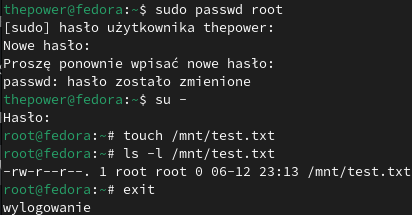 thepower@fedora:~$ sudo passwd root
[sudo] hasło użytkownika thepower:
Nowe hasło:
Proszę ponownie wpisać nowe hasło:
passwd: hasło zostało zmienione
thepower@fedora:~$ su -
Hasło:
root@fedora:~# touch /mnt/test.txt
root@fedora:~# ls -l /mnt/test.txt
-rw-r--r--. 1 root root 0 06-12 23:13 /mnt/test.txt
root@fedora:~# exit
wylogowanie